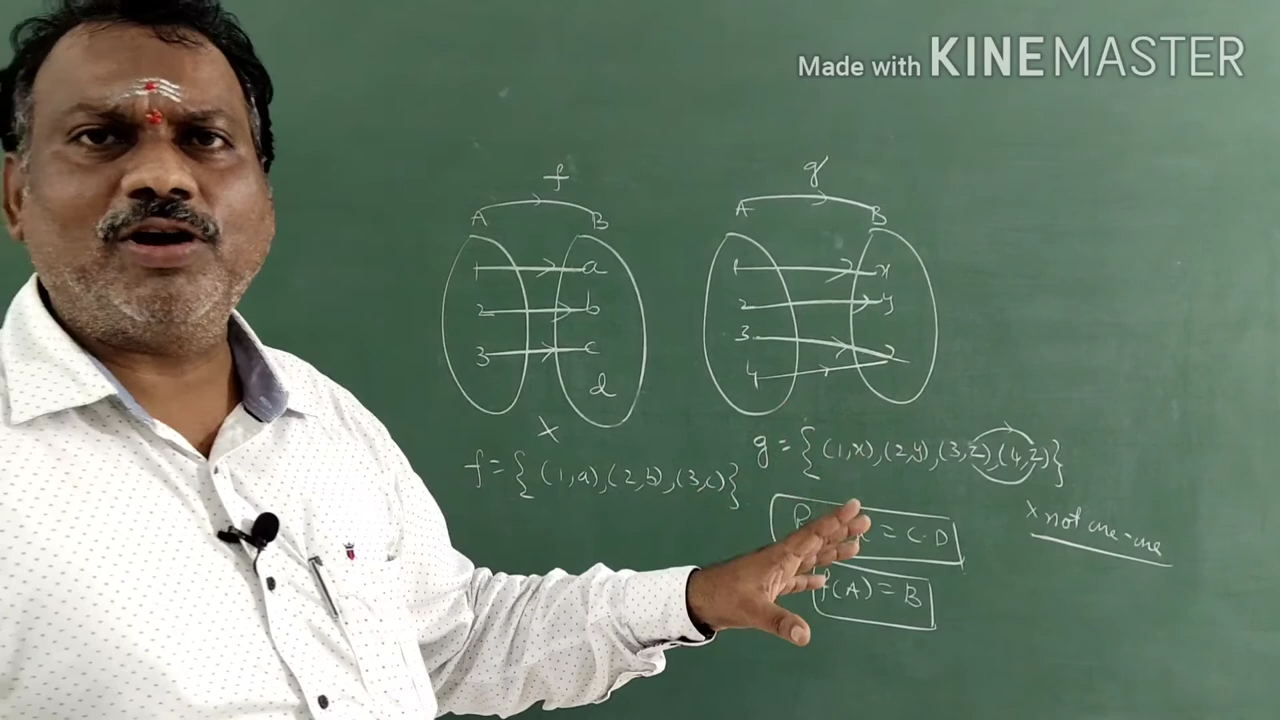 Made with KINEMASTER
f
A B
1 a
2 b
3 c
d
X
f = { (1,a), (2,b), (3,c) }
g
A B
1 x
2 y
3 z
4
g = { (1,x), (2,y), (3,z), (4,z) }
= C.D
f(A) = B
x not one-one